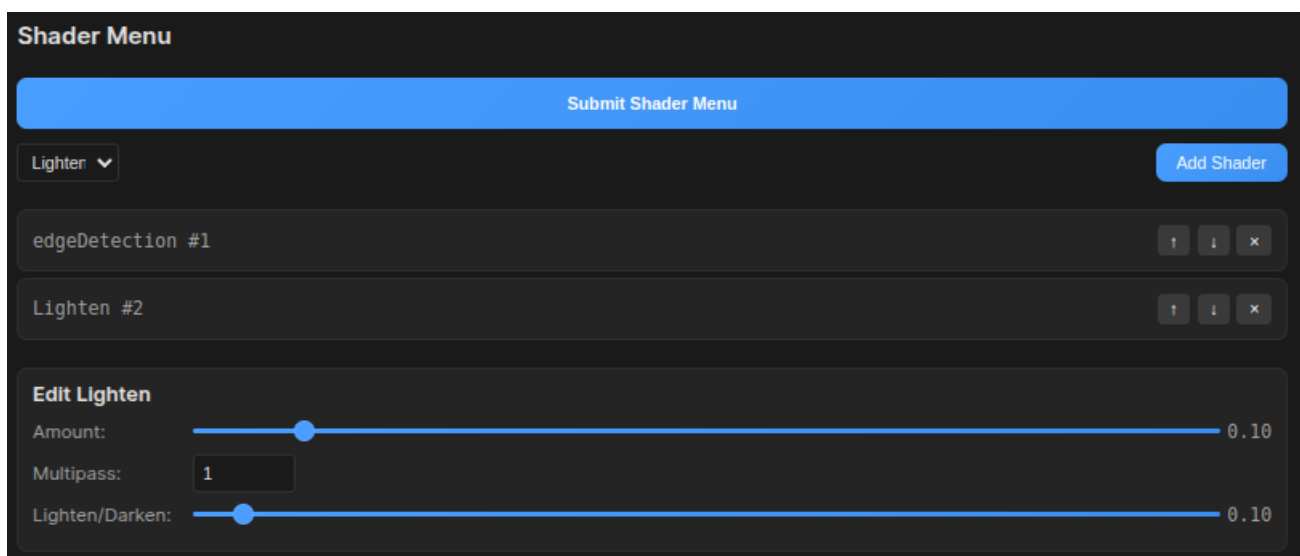 Shader Menu
Submit Shader Menu
Lighten Add Shader
edgeDetection #1 ↑ ↓ ×
Lighten #2 ↑ ↓ ×
Edit Lighten
Amount: 0.10
Multipass: 1
Lighten/Darken: 0.10